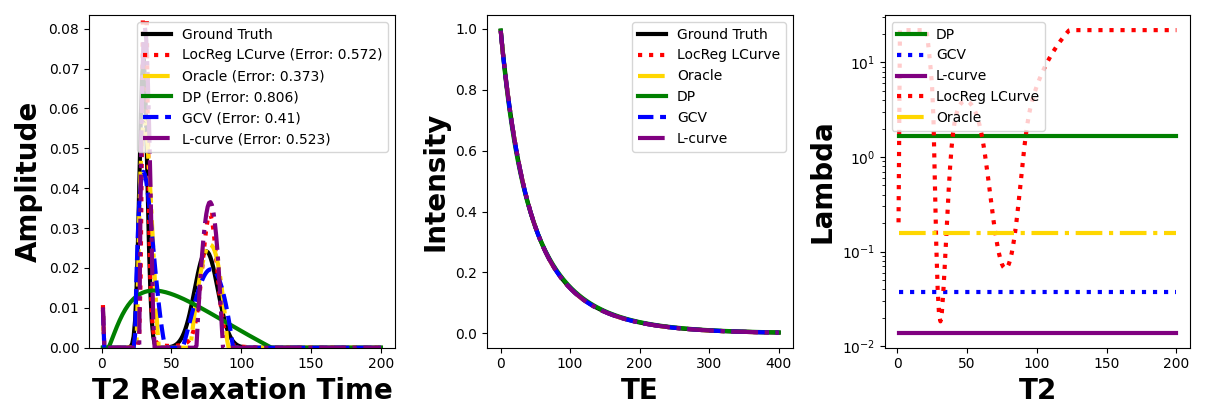 Amplitude
0.08
0.07
0.06
0.05
0.04
0.03
0.02
0.01
0.00
Ground Truth
LocReg LCurve (Error: 0.572)
Oracle (Error: 0.373)
DP (Error: 0.806)
GCV (Error: 0.41)
L-curve (Error: 0.523)
0 50 100 150 200
T2 Relaxation Time
Intensity
1.0
0.8
0.6
0.4
0.2
0.0
Ground Truth
LocReg LCurve
Oracle
DP
GCV
L-curve
0 100 200 300 400
TE
Lambda
10¹
10⁰
10⁻¹
10⁻²
DP
GCV
L-curve
LocReg LCurve
Oracle
0 50 100 150 200
T2